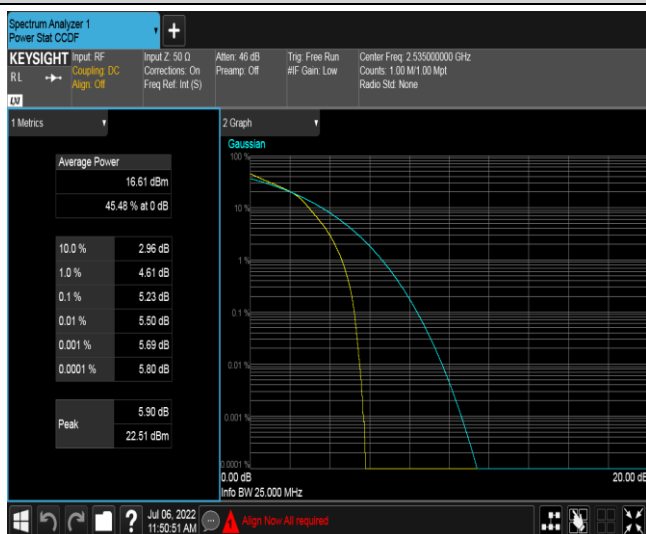 Spectrum Analyzer 1
Power Stat CCDF
+
KEYSIGHT
RL
LXI
Input: RF
Coupling: DC
Align: Off
Input Z: 50 Ω
Corrections: On
Freq Ref: Int (S)
Atten: 46 dB
Preamp: Off
Trig: Free Run
#IF Gain: Low
Center Freq: 2.535000000 GHz
Counts: 1.00 M/1.00 Mpt
Radio Std: None
1 Metrics
Average Power
16.61 dBm
45.48 % at 0 dB
10.0 % 2.96 dB
1.0 % 4.61 dB
0.1 % 5.23 dB
0.01 % 5.50 dB
0.001 % 5.69 dB
0.0001 % 5.80 dB
Peak
5.90 dB
22.51 dBm
2 Graph
Gaussian
100 %
10 %
1 %
0.1 %
0.01 %
0.001 %
0.0001 %
0.00 dB
20.00 dB
Info BW 25.000 MHz
?
Jul 06, 2022
11:50:51 AM
Align Now All required